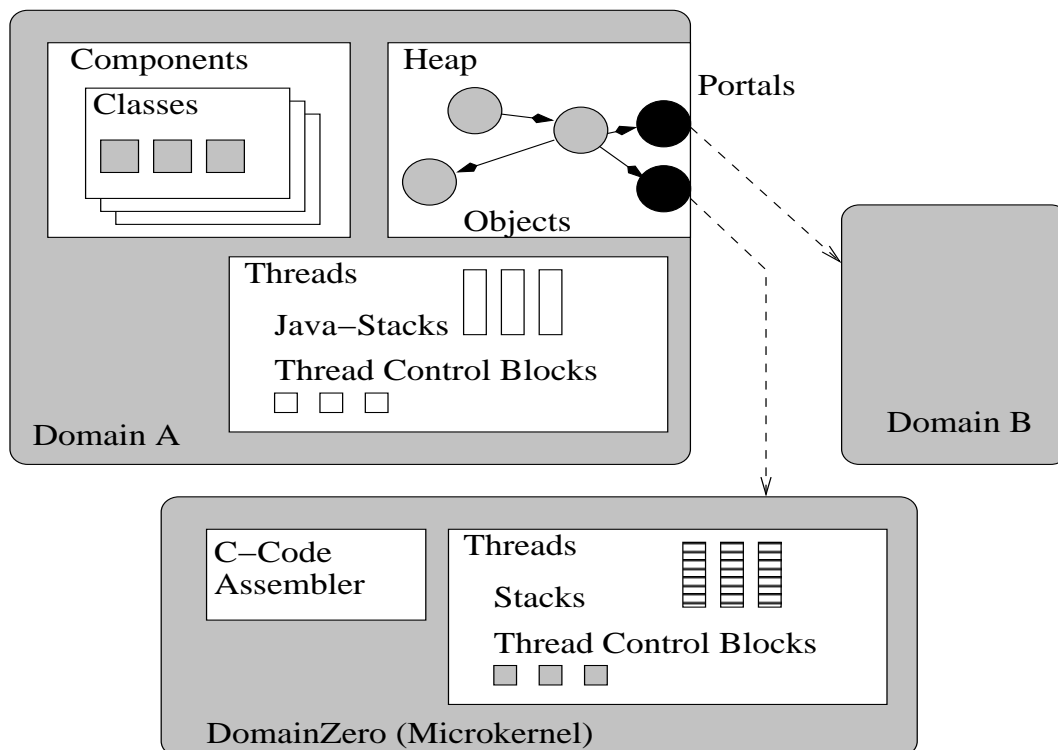 Components
Classes
Heap
Objects
Portals
Threads
Java−Stacks
Thread Control Blocks
Domain A
Domain B
C−Code
Assembler
Threads
Stacks
Thread Control Blocks
DomainZero (Microkernel)